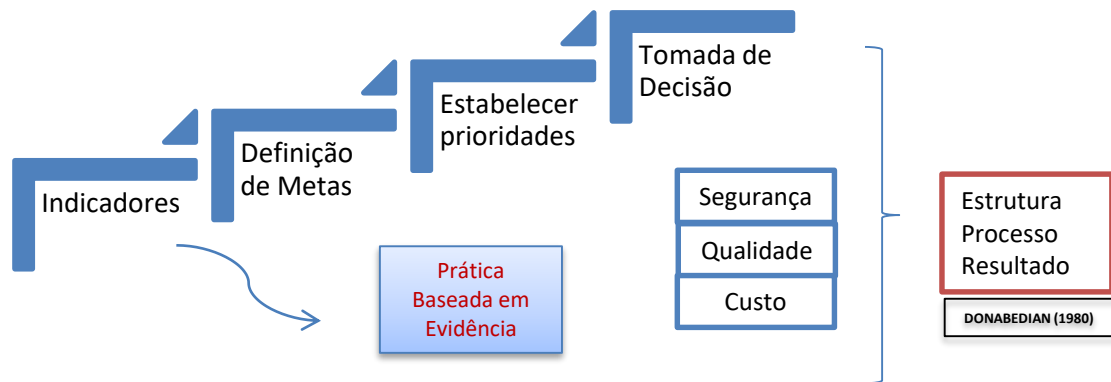 Indicadores
Definição
de Metas
Estabelecer
prioridades
Tomada de
Decisão
Prática
Baseada em
Evidência
Segurança
Qualidade
Custo
Estrutura
Processo
Resultado
DONABEDIAN (1980)